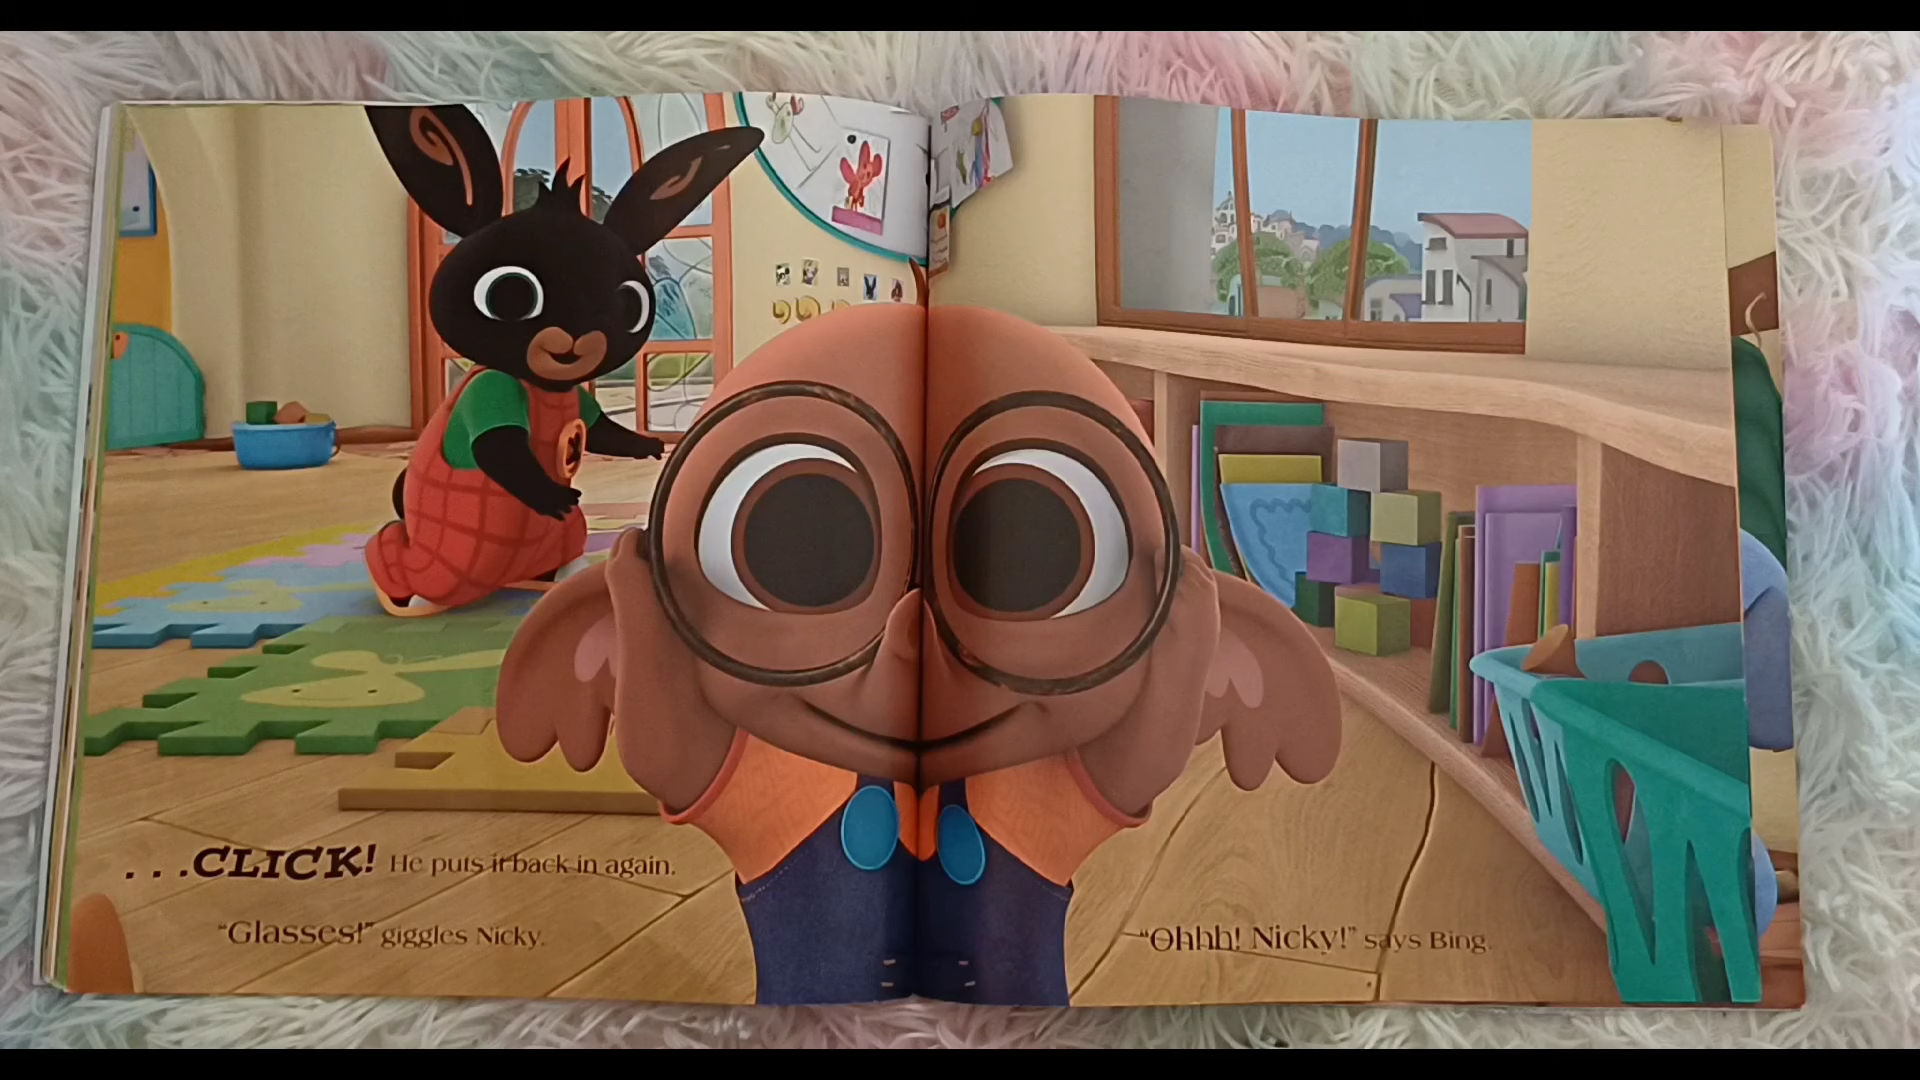 ...CLICK! He puts it back in again.
“Glasses!” giggles Nicky.
“Ohhh! Nicky!” says Bing.